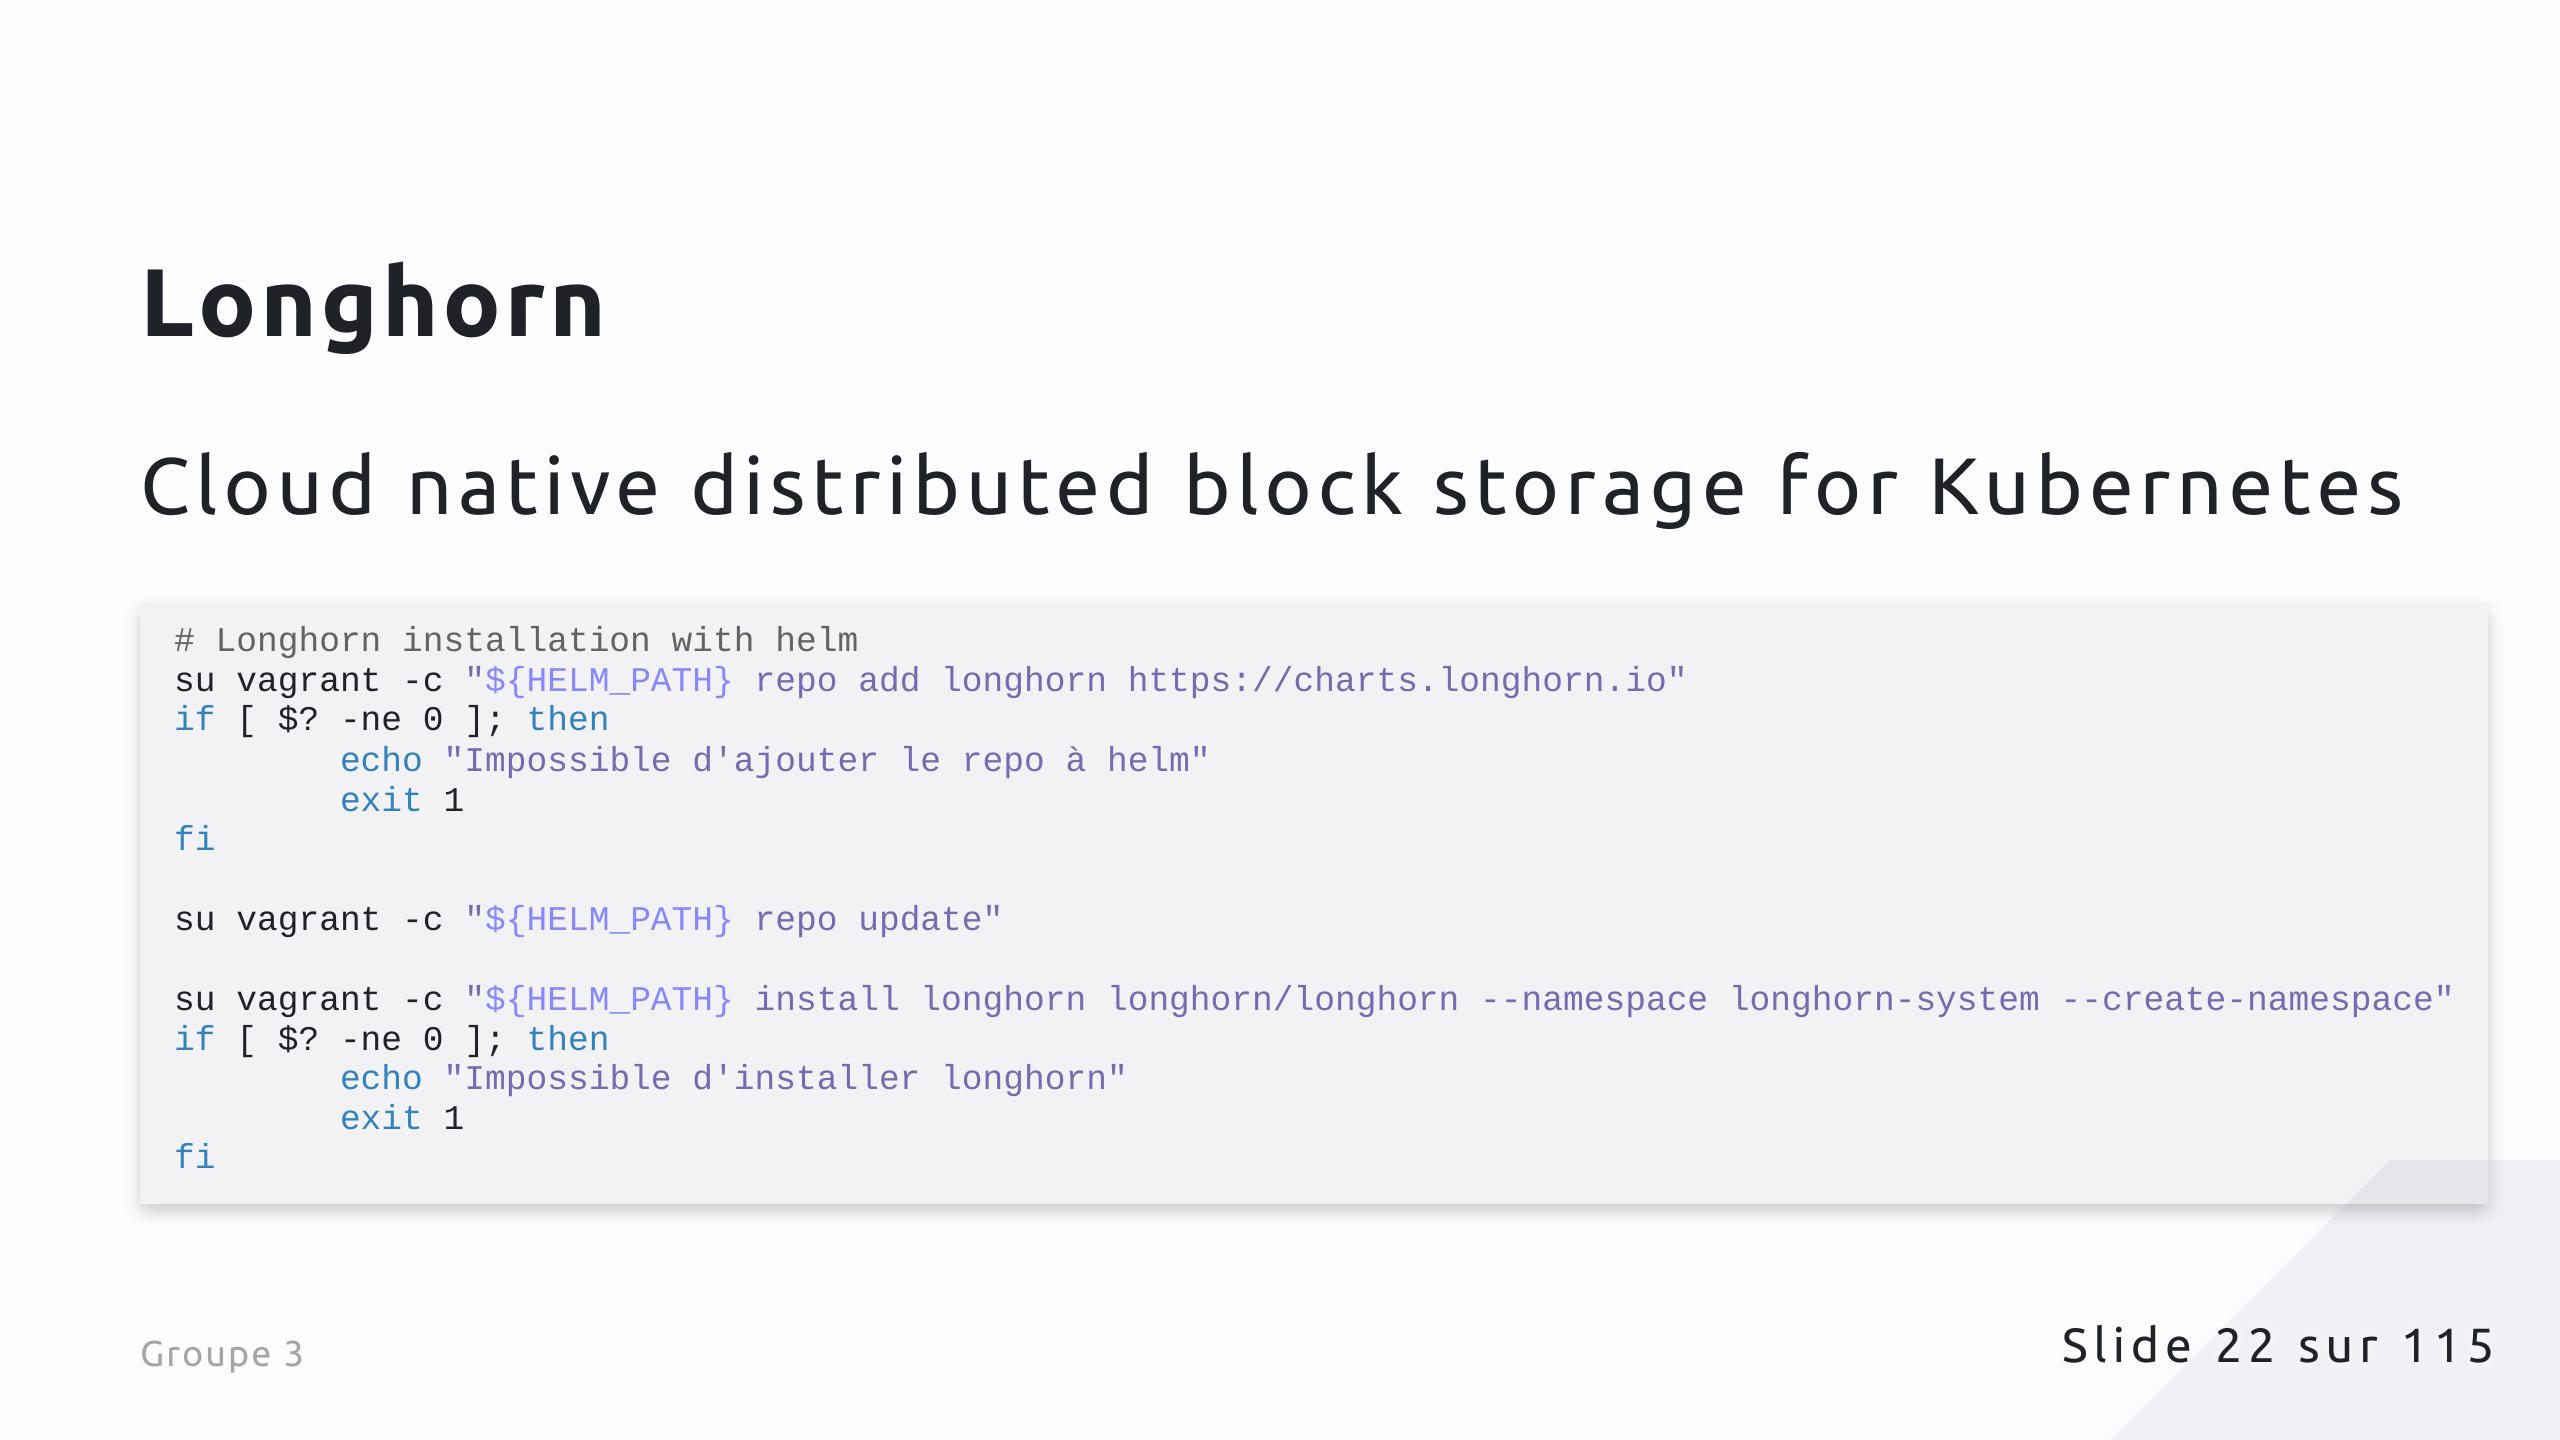 Longhorn
Cloud native distributed block storage for Kubernetes
# Longhorn installation with helm
su vagrant -c "${HELM_PATH} repo add longhorn https://charts.longhorn.io"
if [ $? -ne 0 ]; then
        echo "Impossible d'ajouter le repo à helm"
        exit 1
fi

su vagrant -c "${HELM_PATH} repo update"

su vagrant -c "${HELM_PATH} install longhorn longhorn/longhorn --namespace longhorn-system --create-namespace"
if [ $? -ne 0 ]; then
        echo "Impossible d'installer longhorn"
        exit 1
fi
Groupe 3
Slide 22 sur 115